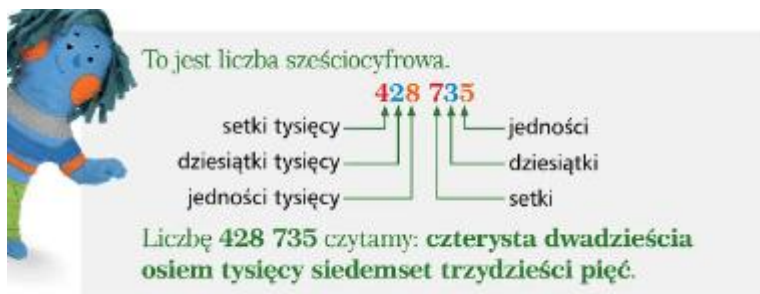 To jest liczba sześciocyfrowa.
428 735
setki tysięcy jedności
dziesiątki tysięcy dziesiątki
jedności tysięcy setki
Liczbę 428 735 czytamy: czterysta dwadzieścia
osiem tysięcy siedemset trzydzieści pięć.